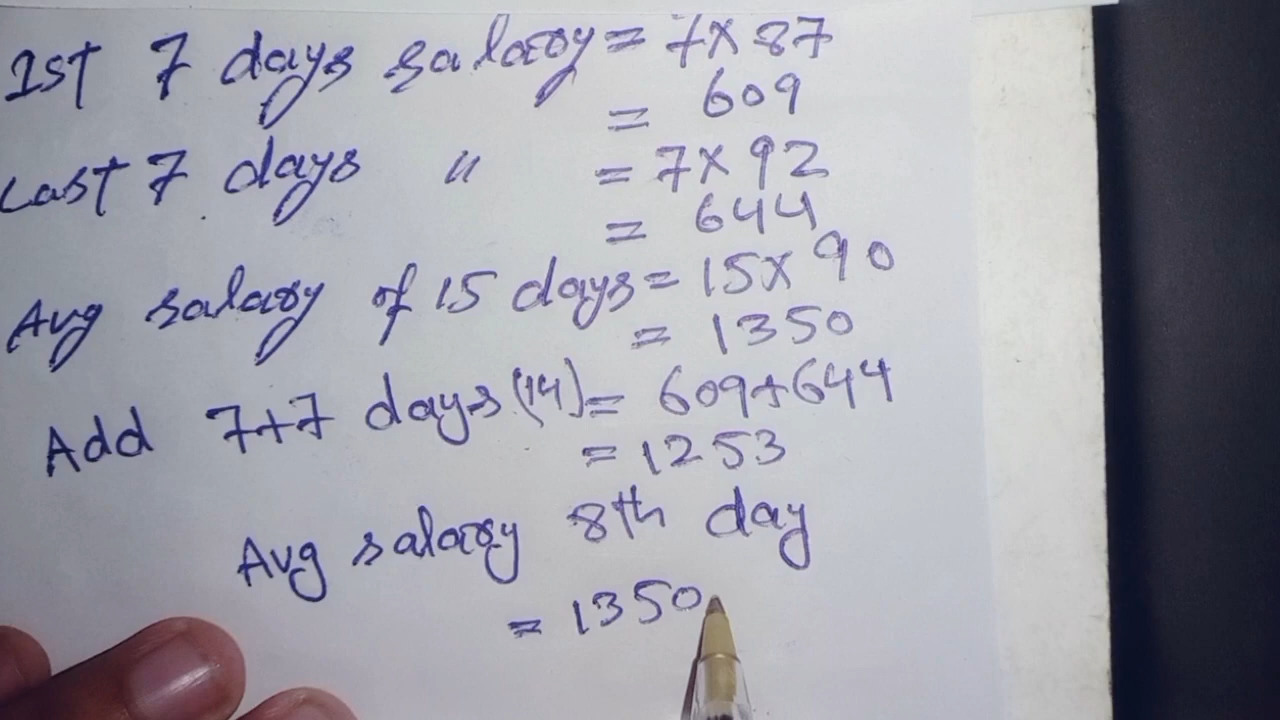 1st 7 days salary = 7x87
= 609
Last 7 days " = 7x92
= 644
Avg salary of 15 days = 15x90
= 1350
Add 7+7 days (14) = 609+644
= 1253
Avg salary 8th day
= 1350